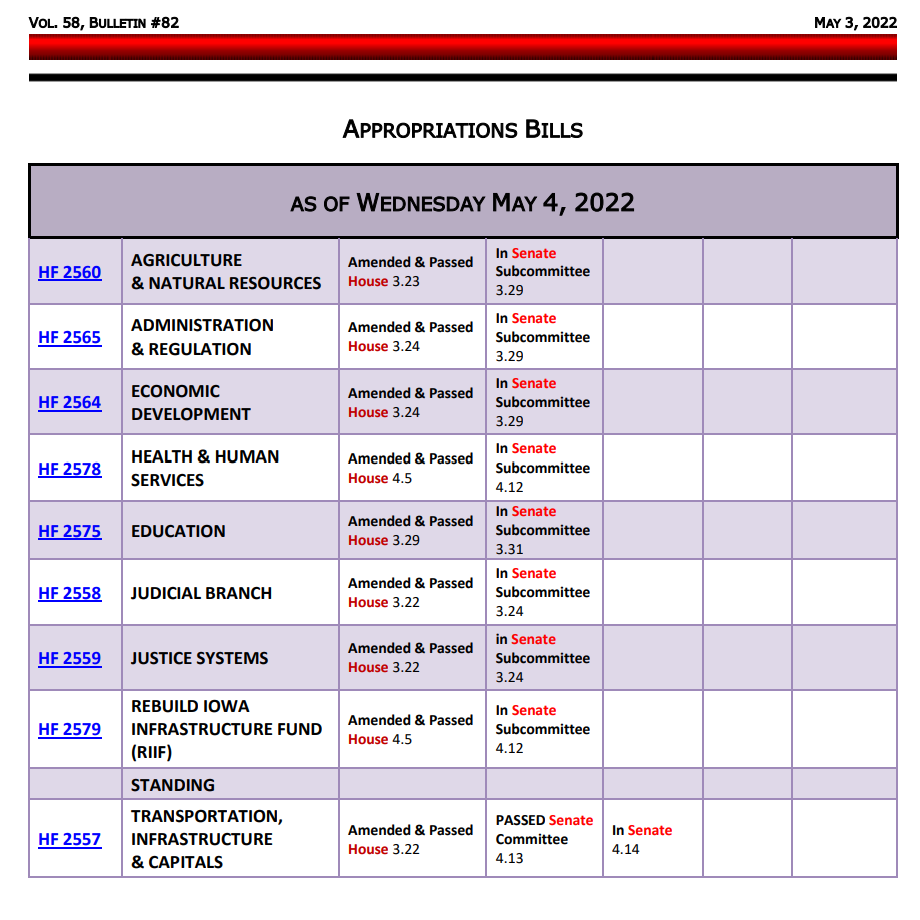 VOL. 58, BULLETIN #82 MAY 3, 2022
APPROPRIATIONS BILLS
AS OF WEDNESDAY MAY 4, 2022
HF 2560
AGRICULTURE
& NATURAL RESOURCES
Amended & Passed
House 3.23
In Senate
Subcommittee
3.29
HF 2565
ADMINISTRATION
& REGULATION
Amended & Passed
House 3.24
In Senate
Subcommittee
3.29
HF 2564
ECONOMIC
DEVELOPMENT
Amended & Passed
House 3.24
In Senate
Subcommittee
3.29
HF 2578
HEALTH & HUMAN
SERVICES
Amended & Passed
House 4.5
In Senate
Subcommittee
4.12
HF 2575
EDUCATION
Amended & Passed
House 3.29
In Senate
Subcommittee
3.31
HF 2558
JUDICIAL BRANCH
Amended & Passed
House 3.22
In Senate
Subcommittee
3.24
HF 2559
JUSTICE SYSTEMS
Amended & Passed
House 3.22
in Senate
Subcommittee
3.24
HF 2579
REBUILD IOWA
INFRASTRUCTURE FUND
(RIIF)
Amended & Passed
House 4.5
In Senate
Subcommittee
4.12
STANDING
HF 2557
TRANSPORTATION,
INFRASTRUCTURE
& CAPITALS
Amended & Passed
House 3.22
PASSED Senate
Committee
4.13
In Senate
4.14